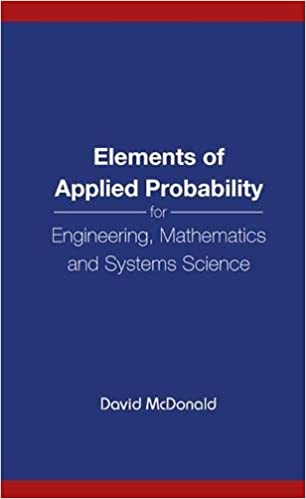 Elements of
Applied Probability
for
Engineering, Mathematics
and Systems Science
David McDonald